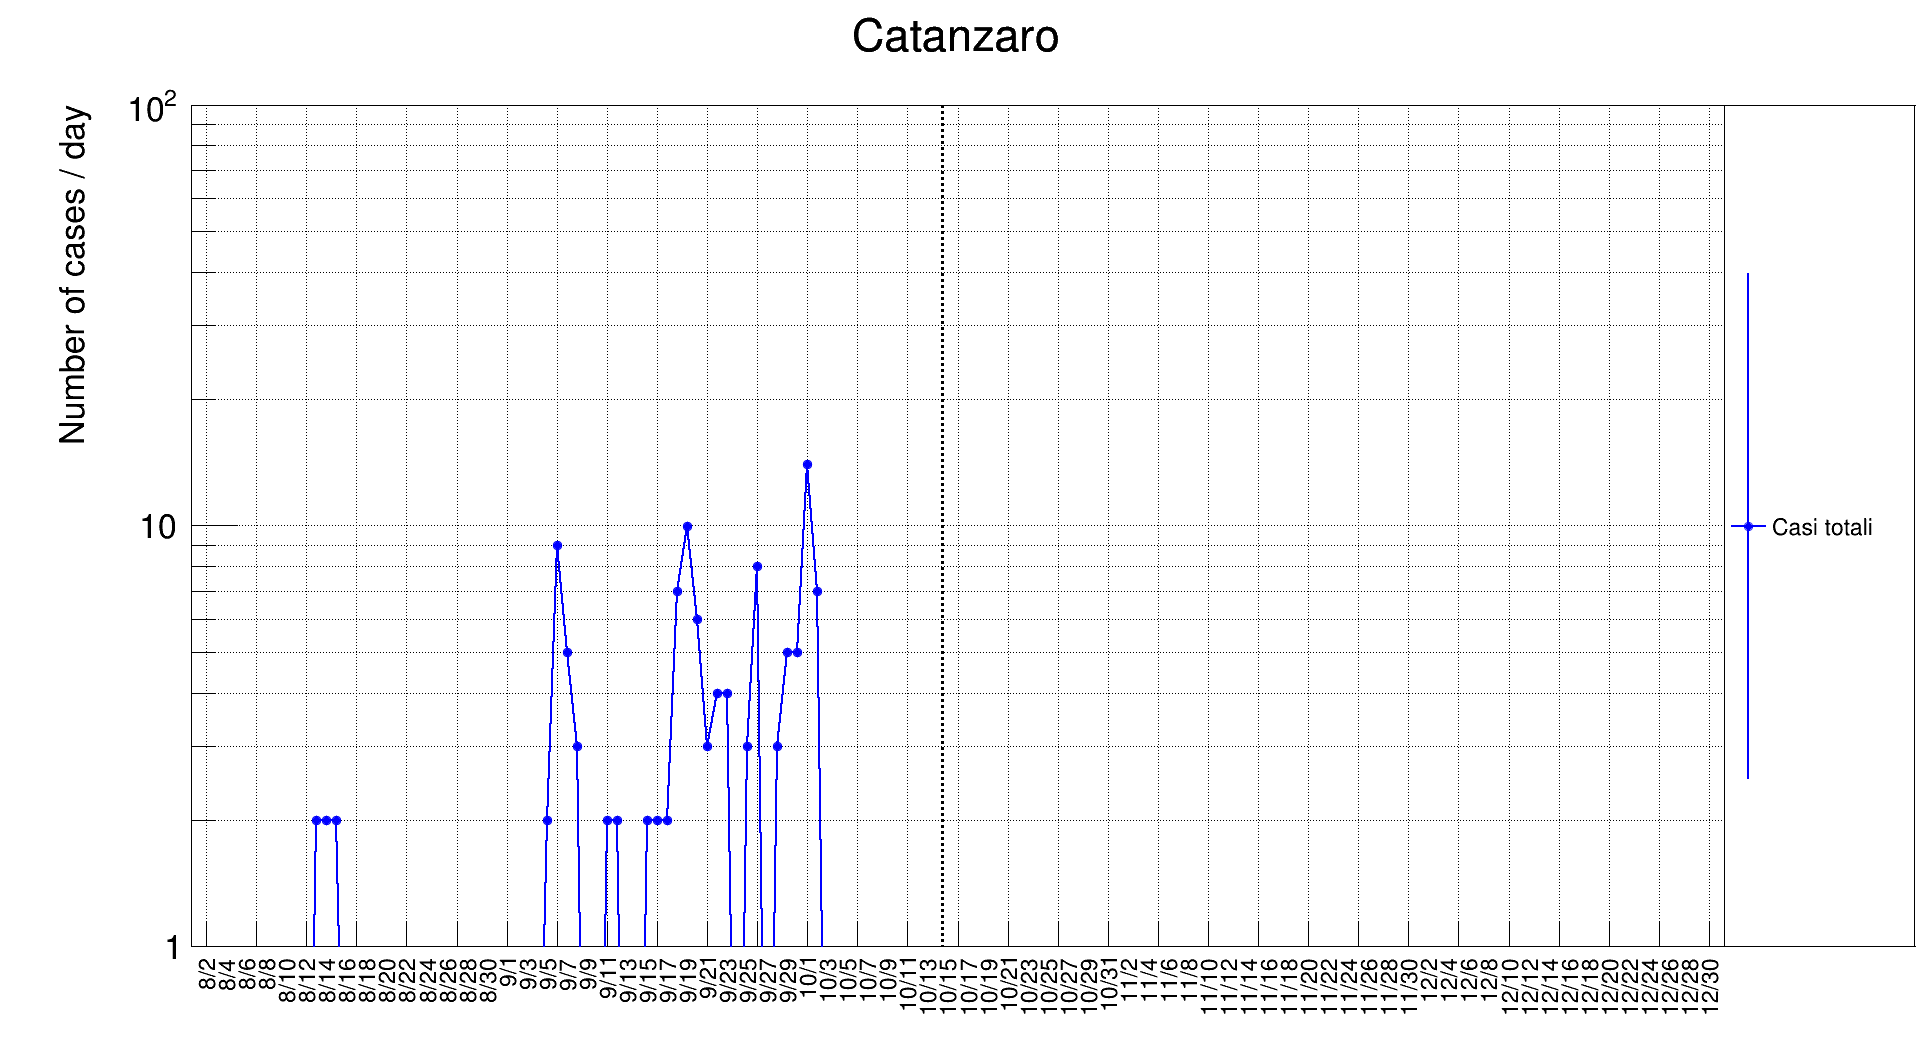 Catanzaro
Number of cases / day
10²
10
1
8/2 8/4 8/6 8/8 8/10 8/12 8/14 8/16 8/18 8/20 8/22 8/24 8/26 8/28 8/30 9/1 9/3 9/5 9/7 9/9 9/11 9/13 9/15 9/17 9/19 9/21 9/23 9/25 9/27 9/29 10/1 10/3 10/5 10/7 10/9 10/11 10/13 10/15 10/17 10/19 10/21 10/23 10/25 10/27 10/29 10/31 11/2 11/4 11/6 11/8 11/10 11/12 11/14 11/16 11/18 11/20 11/22 11/24 11/26 11/28 11/30 12/2 12/4 12/6 12/8 12/10 12/12 12/14 12/16 12/18 12/20 12/22 12/24 12/26 12/28 12/30
Casi totali